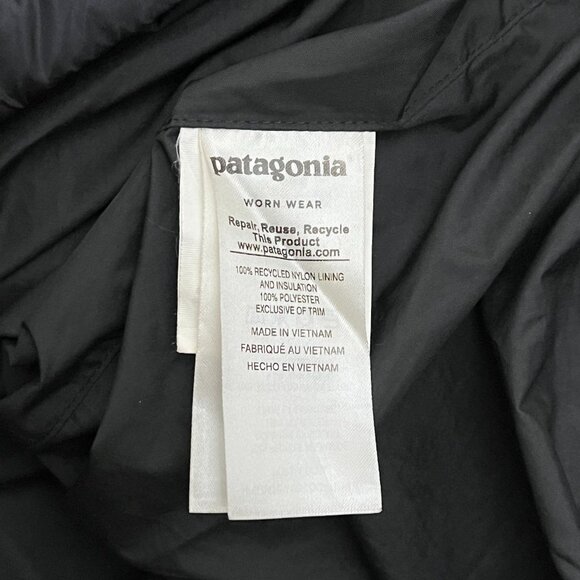 patagonia
WORN WEAR
Repair, Reuse, Recycle
This Product
www.patagonia.com
100% RECYCLED NYLON LINING
AND INSULATION
100% POLYESTER
EXCLUSIVE OF TRIM
MADE IN VIETNAM
FABRIQUÉ AU VIETNAM
HECHO EN VIETNAM